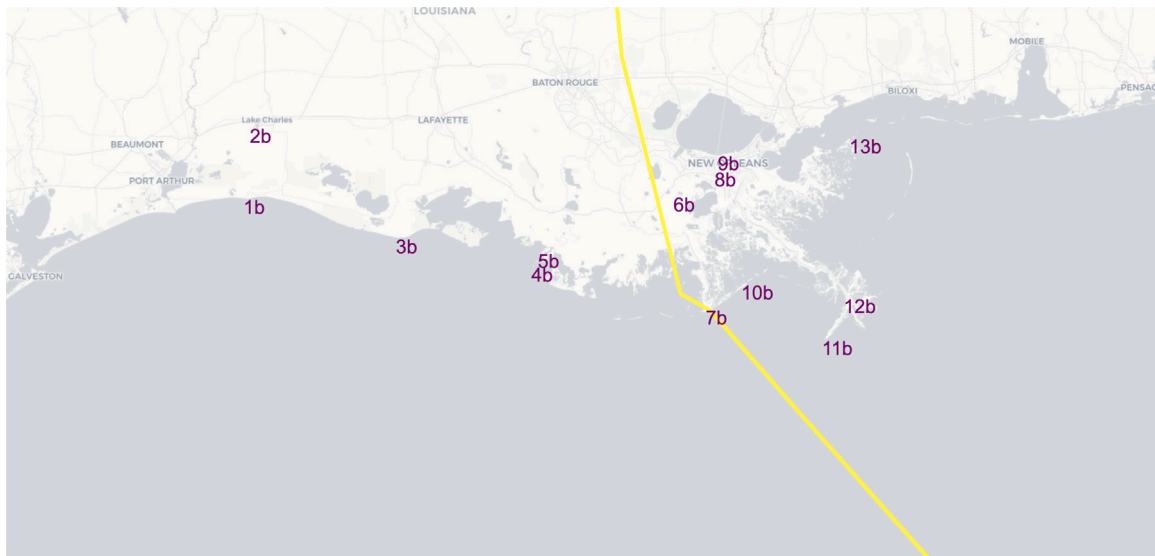 LOUISIANA
MOBILE
BATON ROUGE
PENSAC
BILOXI
Lake Charles
LAFAYETTE
2b
BEAUMONT
13b
9b
NEW ORLEANS
PORT ARTHUR
8b
1b
6b
3b
5b
GALVESTON
4b
10b
12b
7b
11b